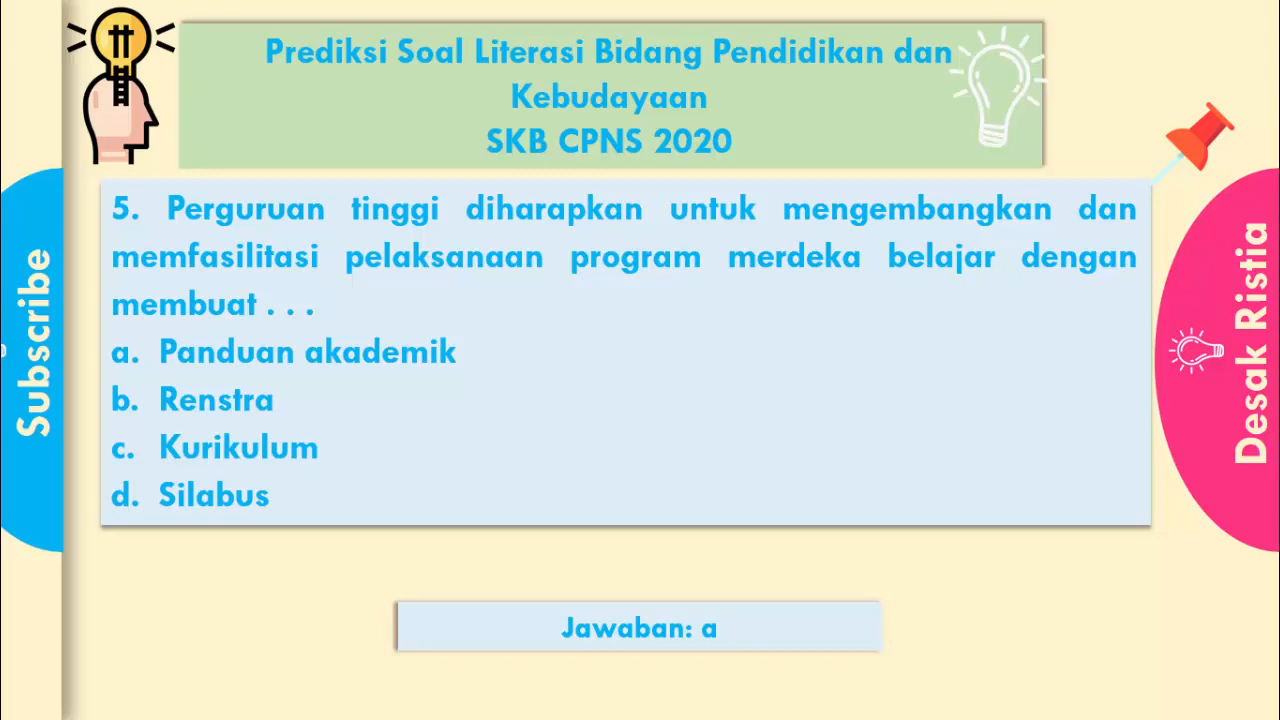 Prediksi Soal Literasi Bidang Pendidikan dan
Kebudayaan
SKB CPNS 2020
5. Perguruan tinggi diharapkan untuk mengembangkan dan
memfasilitasi pelaksanaan program merdeka belajar dengan
membuat . . .
a. Panduan akademik
b. Renstra
c. Kurikulum
d. Silabus
Jawaban: a
Subscribe
Desak Ristia